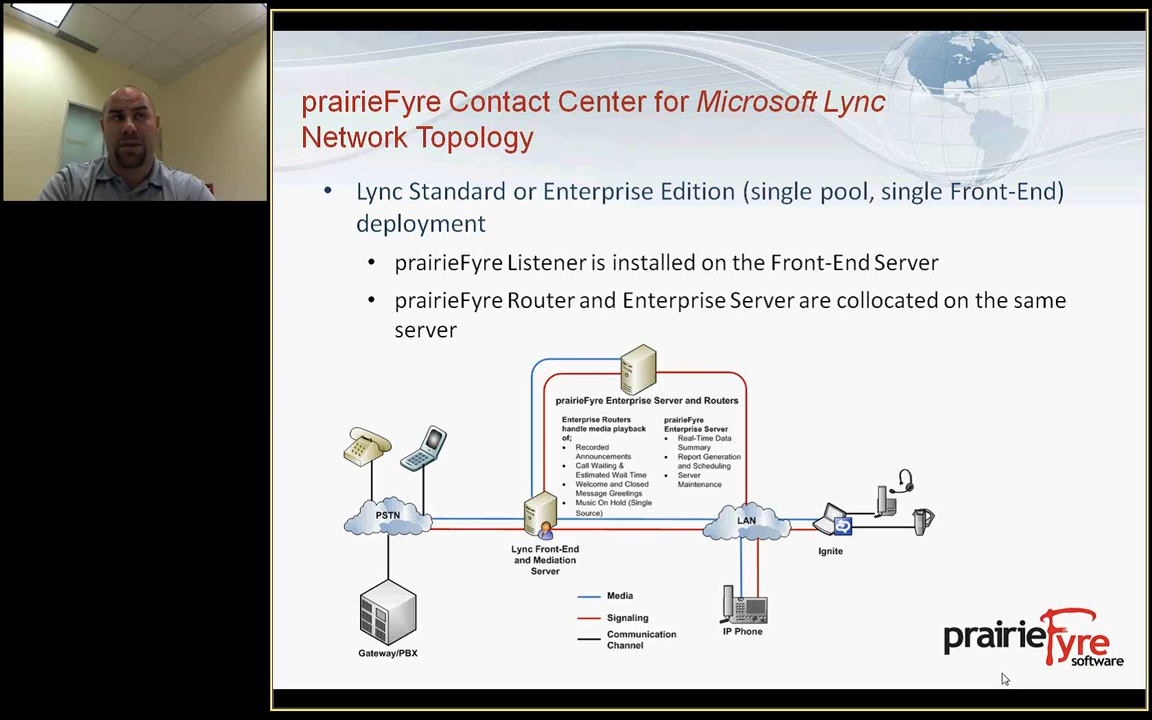 prairieFyre Contact Center for Microsoft Lync
Network Topology
• Lync Standard or Enterprise Edition (single pool, single Front-End)
deployment
• prairieFyre Listener is installed on the Front-End Server
• prairieFyre Router and Enterprise Server are collocated on the same
server
prairieFyre Enterprise Server and Routers
Enterprise Routers
handle media playback
of;
• Recorded
Announcements
• Call Waiting &
Estimated Wait Time
• Welcome and Closed
Message Greetings
• Music On Hold (Single
Source)
prairieFyre
Enterprise Server
• Real-Time Data
Summary
• Report Generation
and Scheduling
• Server
Maintenance
PSTN
LAN
Lync Front-End
and Mediation
Server
Ignite
Media
Signaling
Communication
Channel
IP Phone
Gateway/PBX
prairieFyre
software